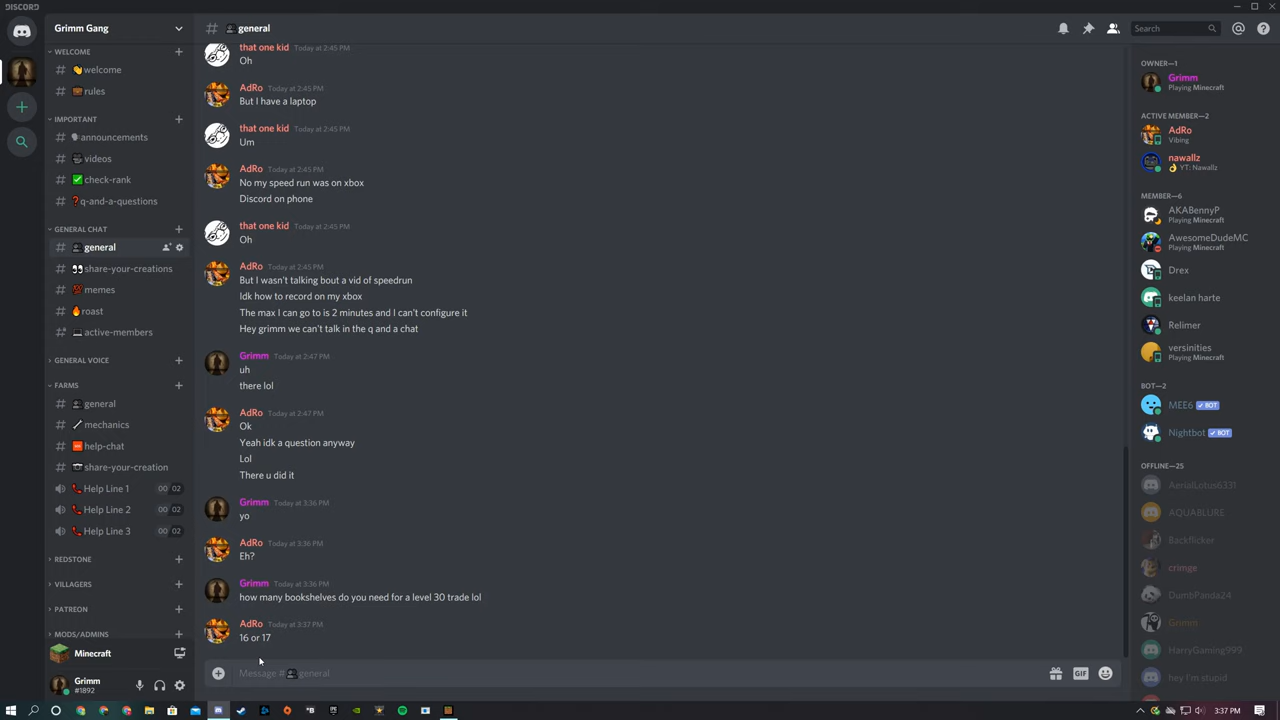 DISCORD
Grimm Gang
WELCOME
# 👋welcome
# 💼rules
IMPORTANT
# 🗣announcements
# 🎥videos
# ✅check-rank
# ❓q-and-a-questions
GENERAL CHAT
# 👥general
# 👀share-your-creations
# 💯memes
# 🔥roast
# 💻active-members
GENERAL VOICE
FARMS
# general
# mechanics
# help-chat
# share-your-creation
📞Help Line 1 00 02
📞Help Line 2 00 02
📞Help Line 3 00 02
REDSTONE
VILLAGERS
PATREON
MODS/ADMINS
Minecraft
Grimm
#1892
# 👥general
Search
that one kid Today at 2:45 PM
Oh
AdRo Today at 2:45 PM
But I have a laptop
that one kid Today at 2:45 PM
Um
AdRo Today at 2:45 PM
No my speed run was on xbox
Discord on phone
that one kid Today at 2:45 PM
Oh
AdRo Today at 2:45 PM
But I wasn't talking bout a vid of speedrun
Idk how to record on my xbox
The max I can go to is 2 minutes and I can't configure it
Hey grimm we can't talk in the q and a chat
Grimm Today at 2:47 PM
uh
there lol
AdRo Today at 2:47 PM
Ok
Yeah idk a question anyway
Lol
There u did it
Grimm Today at 3:36 PM
yo
AdRo Today at 3:36 PM
Eh?
Grimm Today at 3:36 PM
how many bookshelves do you need for a level 30 trade lol
AdRo Today at 3:37 PM
16 or 17
Message #👥general
GIF
OWNER—1
Grimm
Playing Minecraft
ACTIVE MEMBER—2
AdRo
Vibing
nawallz
👌 YT: Nawallz
MEMBER—6
AKABennyP
Playing Minecraft
AwesomeDudeMC
Playing Minecraft
Drex
keelan harte
Relimer
versinities
Playing Minecraft
BOT—2
MEE6 ✓BOT
Nightbot ✓BOT
OFFLINE—25
AerialLotus6331
AQUABLURE
Backflicker
crimge
DumbPanda24
HarryGaming999
hey I'm stupid
3:37 PM